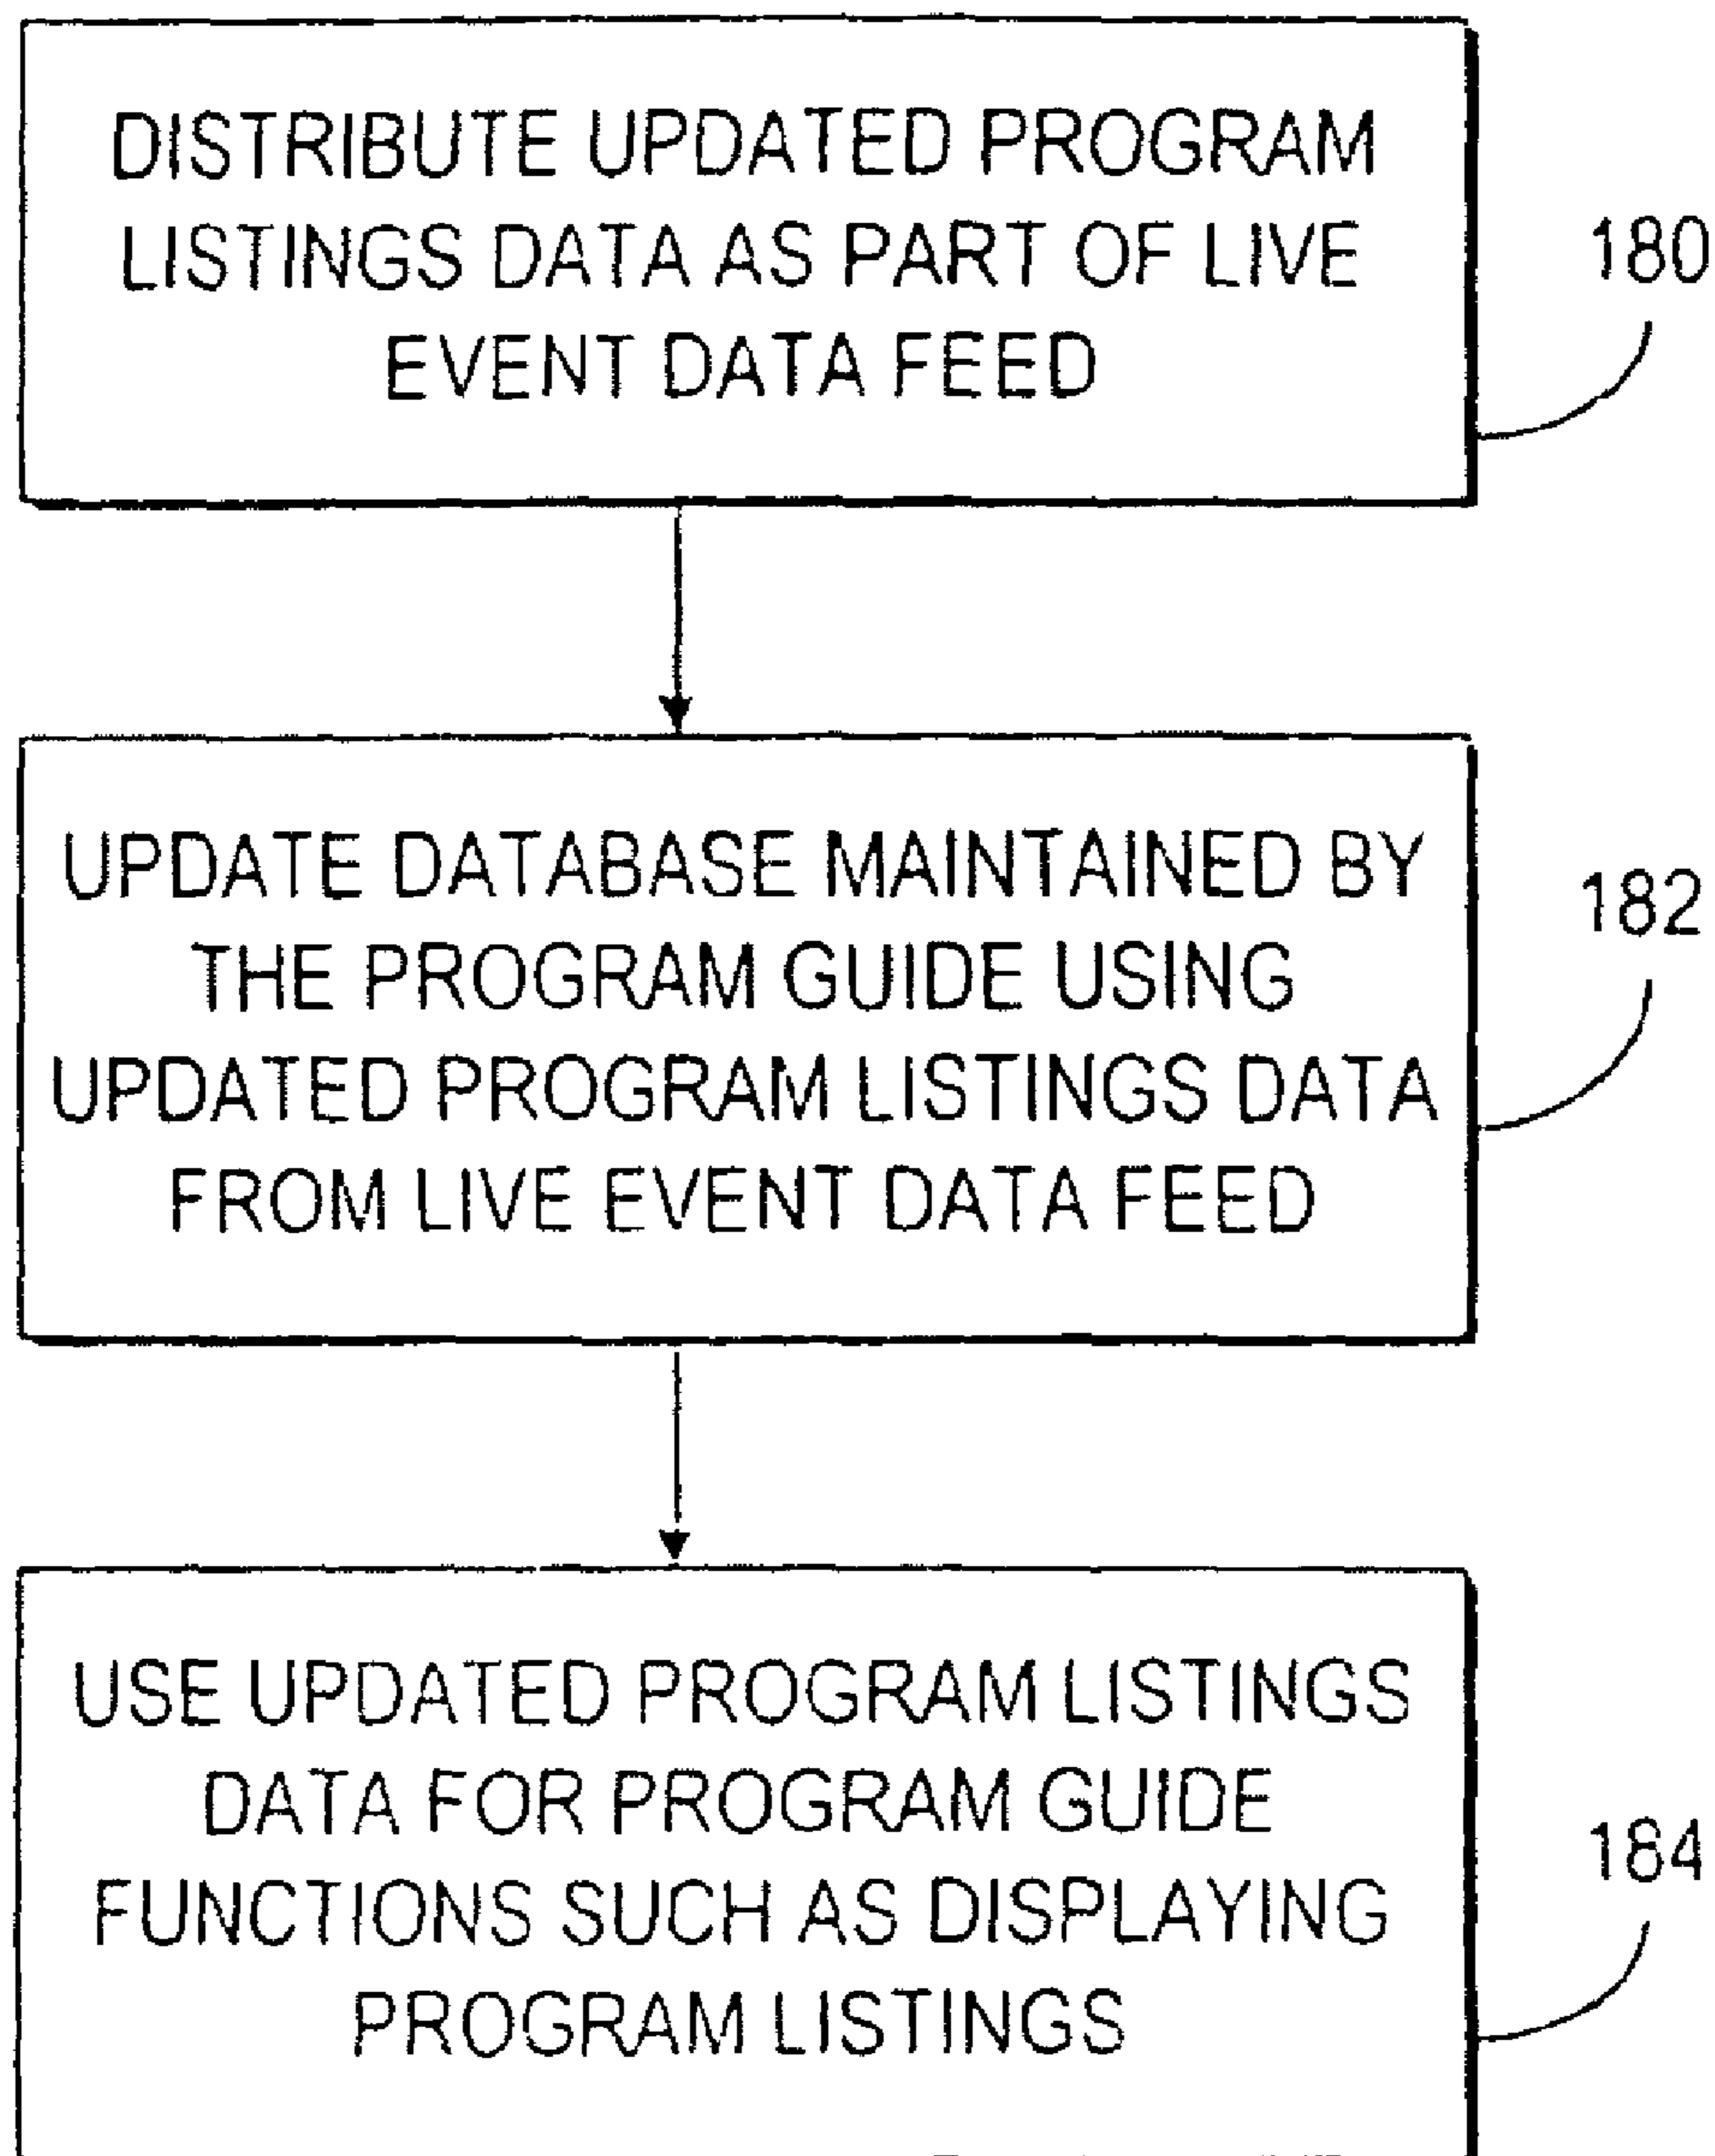 DISTRIBUTE UPDATED PROGRAM
LISTINGS DATA AS PART OF LIVE
EVENT DATA FEED
180
UPDATE DATABASE MAINTAINED BY
THE PROGRAM GUIDE USING
UPDATED PROGRAM LISTINGS DATA
FROM LIVE EVENT DATA FEED
182
USE UPDATED PROGRAM LISTINGS
DATA FOR PROGRAM GUIDE
FUNCTIONS SUCH AS DISPLAYING
PROGRAM LISTINGS
184